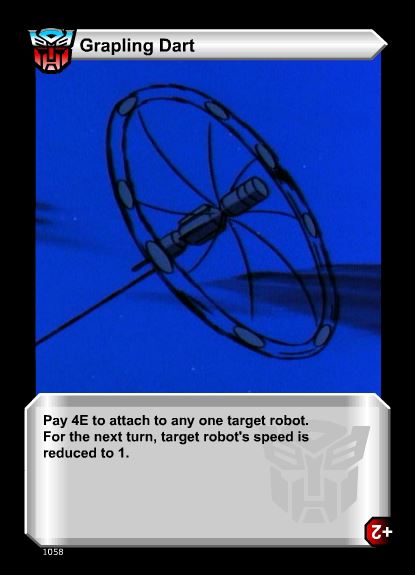 Grapling Dart
Pay 4E to attach to any one target robot.
For the next turn, target robot's speed is
reduced to 1.
+2
1058